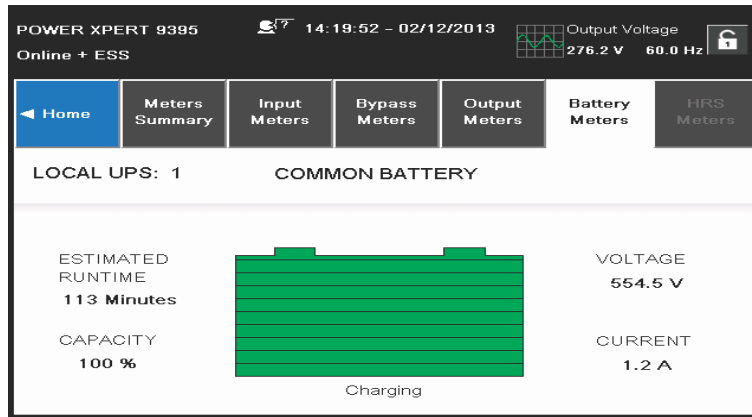 POWER XPERT 9395
Online + ESS
? 14:19:52 - 02/12/2013
Output Voltage
276.2 V 60.0 Hz
1
◄ Home
Meters
Summary
Input
Meters
Bypass
Meters
Output
Meters
Battery
Meters
HRS
Meters
LOCAL UPS: 1 COMMON BATTERY
ESTIMATED
RUNTIME
113 Minutes
CAPACITY
100 %
Charging
VOLTAGE
554.5 V
CURRENT
1.2 A